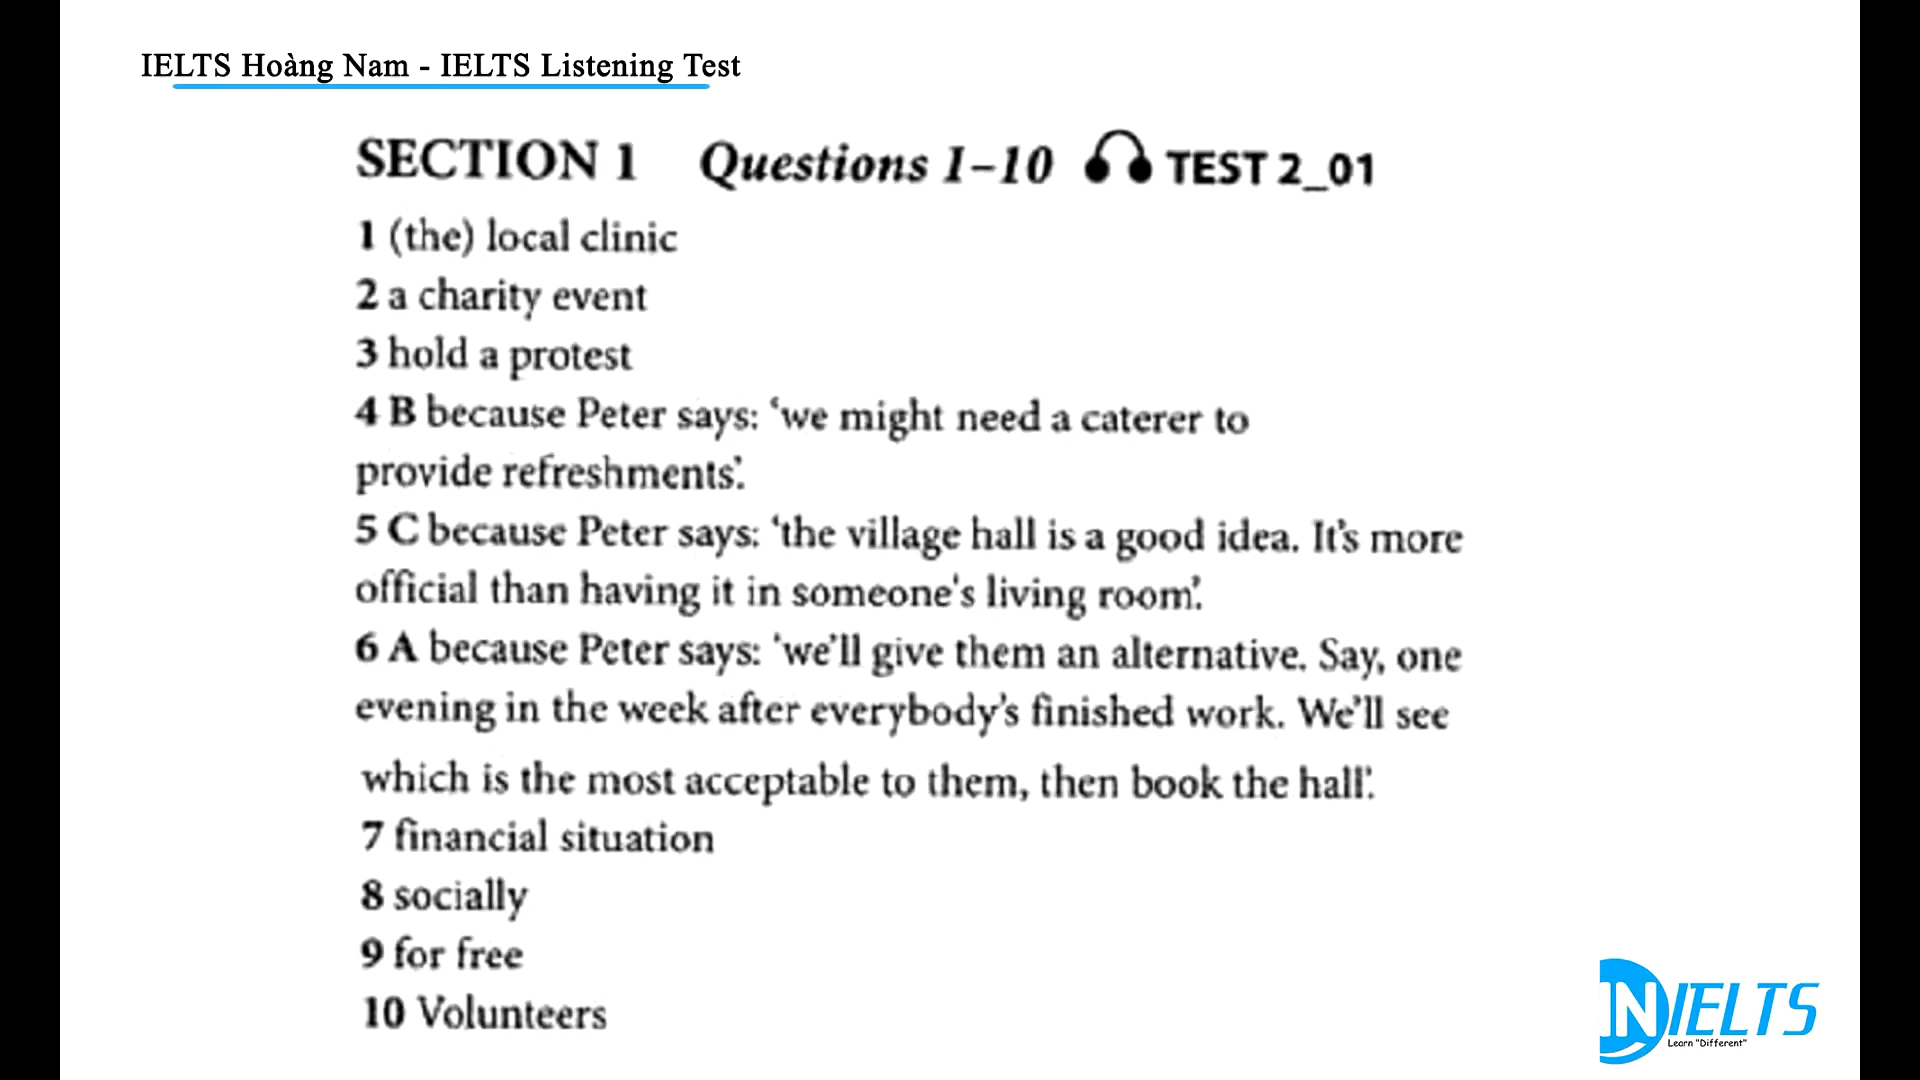 IELTS Hoàng Nam - IELTS Listening Test
SECTION 1 Questions 1–10 TEST 2_01
1 (the) local clinic
2 a charity event
3 hold a protest
4 B because Peter says: ‘we might need a caterer to
provide refreshments’.
5 C because Peter says: ‘the village hall is a good idea. It’s more
official than having it in someone's living room’.
6 A because Peter says: ‘we’ll give them an alternative. Say, one
evening in the week after everybody’s finished work. We’ll see
which is the most acceptable to them, then book the hall’.
7 financial situation
8 socially
9 for free
10 Volunteers
IN IELTS
Learn "Different"